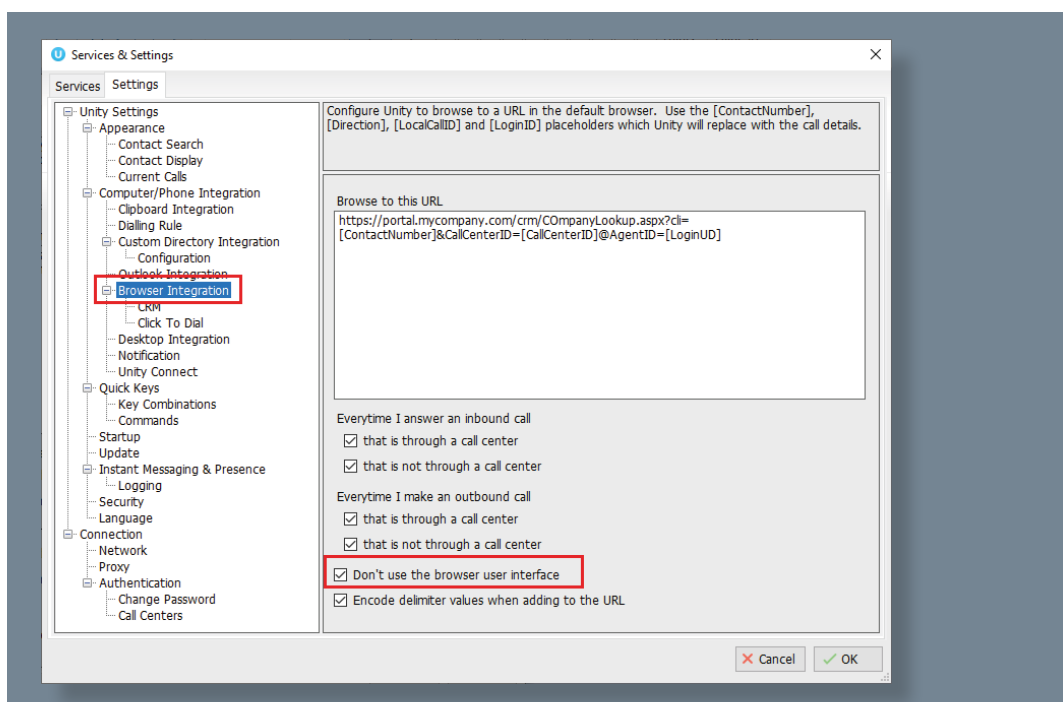 Services & Settings
Services Settings
Unity Settings
Appearance
Contact Search
Contact Display
Current Calls
Computer/Phone Integration
Clipboard Integration
Dialling Rule
Custom Directory Integration
Configuration
Outlook Integration
Browser Integration
CRM
Click To Dial
Desktop Integration
Notification
Unity Connect
Quick Keys
Key Combinations
Commands
Startup
Update
Instant Messaging & Presence
Logging
Security
Language
Connection
Network
Proxy
Authentication
Change Password
Call Centers
Configure Unity to browse to a URL in the default browser. Use the [ContactNumber],
[Direction], [LocalCallID] and [LoginID] placeholders which Unity will replace with the call details.
Browse to this URL
https://portal.mycompany.com/crm/COmpanyLookup.aspx?cli=
[ContactNumber]&CallCenterID=[CallCenterID]@AgentID=[LoginUD]
Everytime I answer an inbound call
that is through a call center
that is not through a call center
Everytime I make an outbound call
that is through a call center
that is not through a call center
Don't use the browser user interface
Encode delimiter values when adding to the URL
Cancel OK